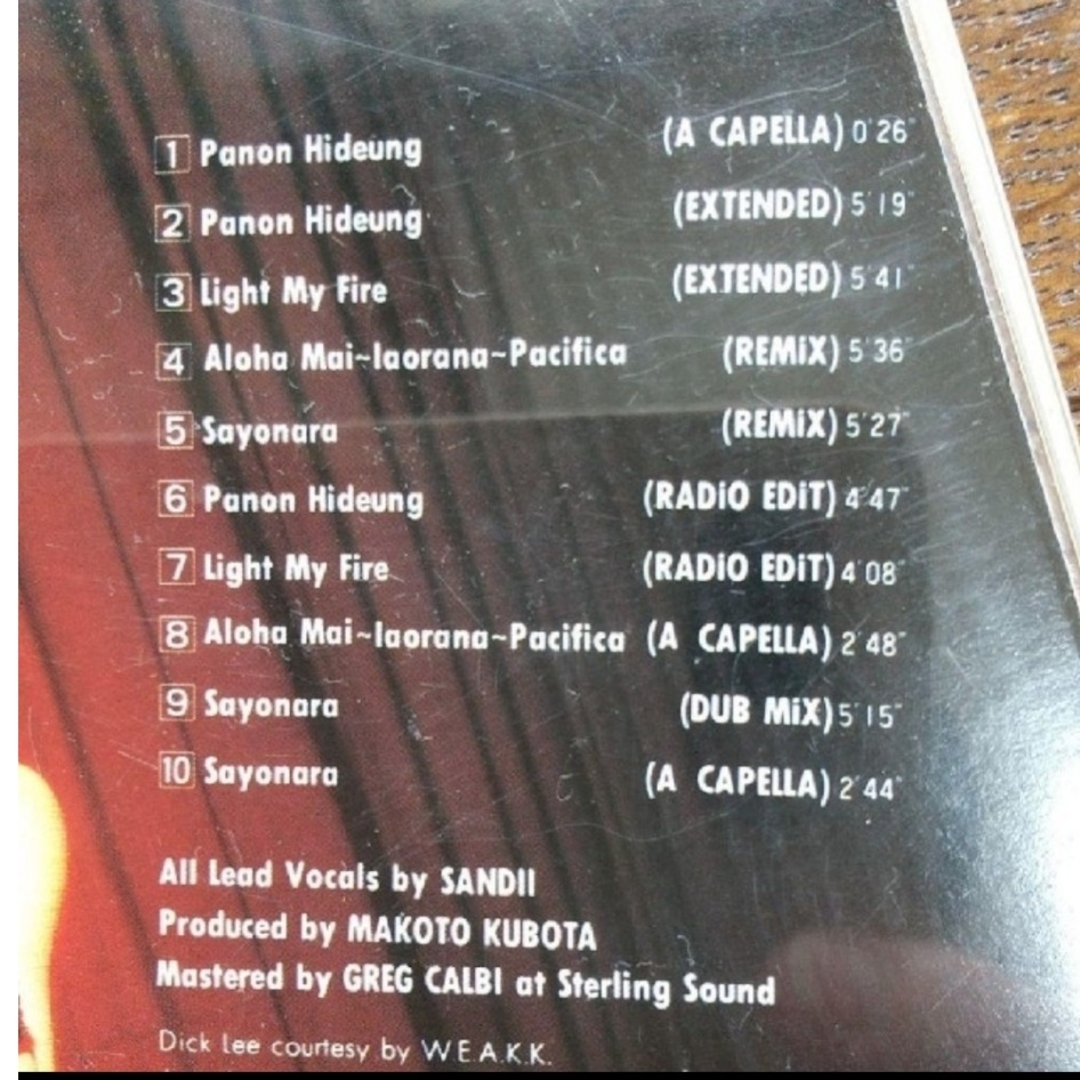 1 Panon Hideung (A CAPELLA) 0'26"
2 Panon Hideung (EXTENDED) 5'19"
3 Light My Fire (EXTENDED) 5'41"
4 Aloha Mai~Iaorana~Pacifica (REMiX) 5'36"
5 Sayonara (REMiX) 5'27"
6 Panon Hideung (RADiO EDiT) 4'47"
7 Light My Fire (RADiO EDiT) 4'08"
8 Aloha Mai~Iaorana~Pacifica (A CAPELLA) 2'48"
9 Sayonara (DUB MiX) 5'15"
10 Sayonara (A CAPELLA) 2'44"
All Lead Vocals by SANDII
Produced by MAKOTO KUBOTA
Mastered by GREG CALBI at Sterling Sound
Dick Lee courtesy by W.E.A.K.K.